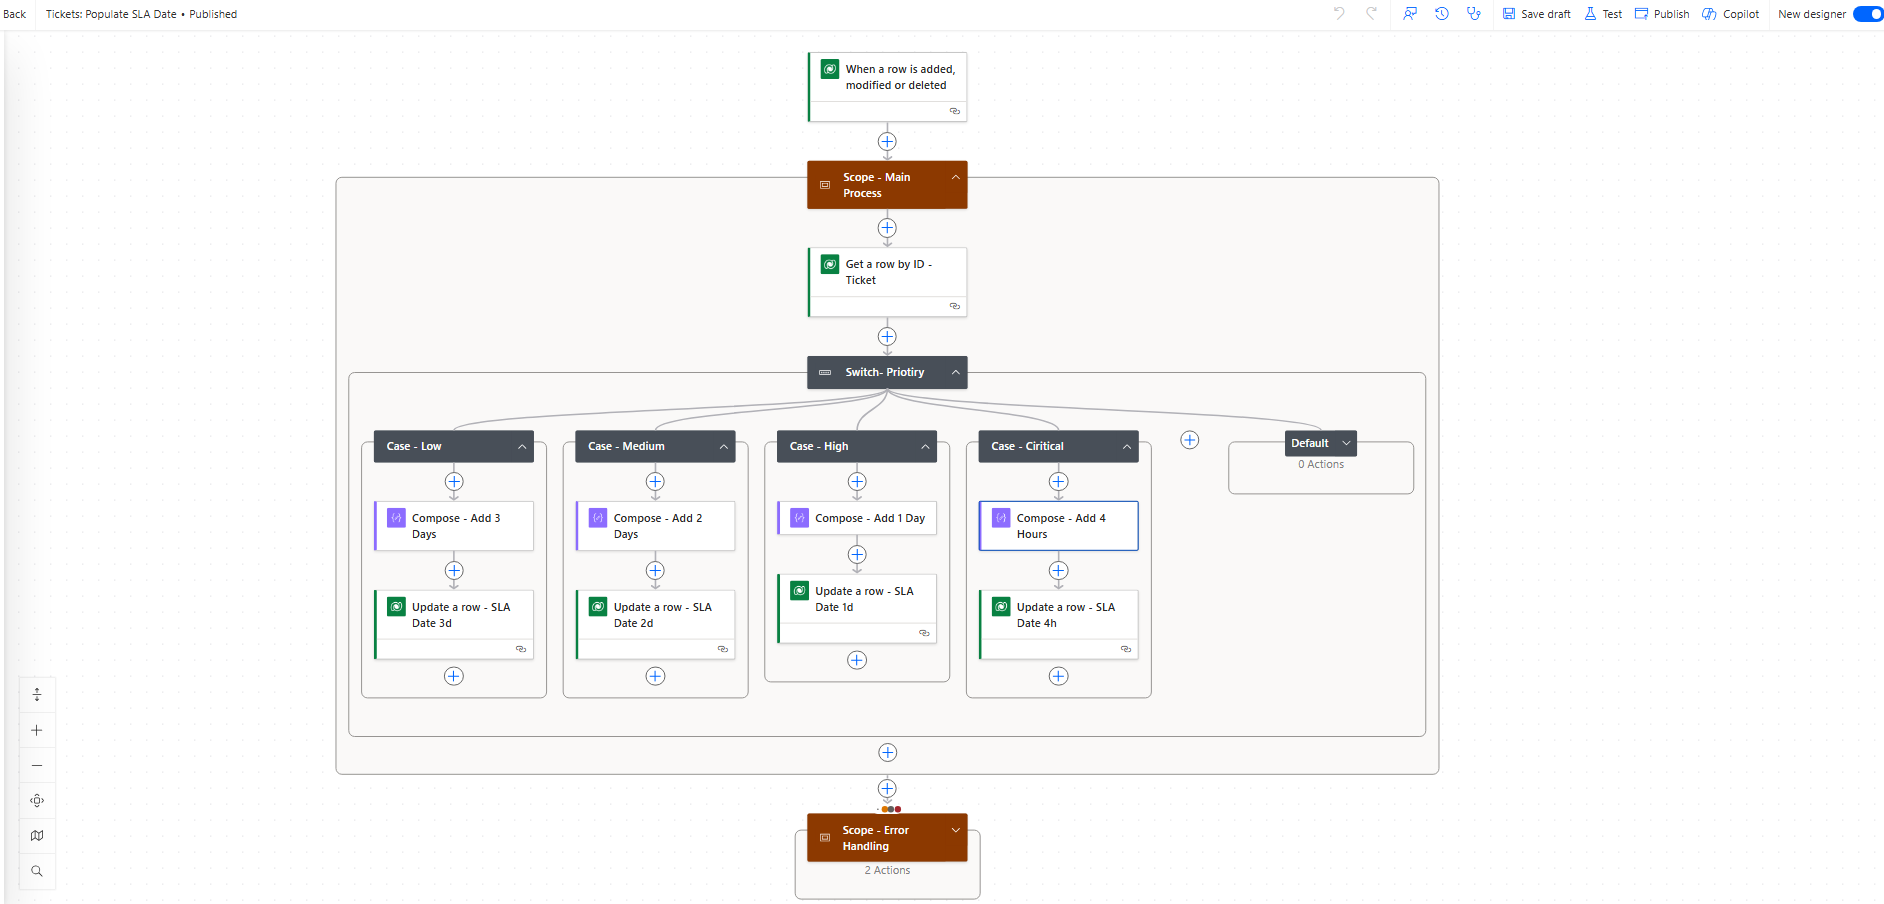 Back
Tickets: Populate SLA Date • Published
Save draft
Test
Publish
Copilot
New designer
When a row is added,
modified or deleted
Scope - Main
Process
Get a row by ID -
Ticket
Switch- Priotiry
Case - Low
Case - Medium
Case - High
Case - Ciritical
Default
0 Actions
Compose - Add 3
Days
Compose - Add 2
Days
Compose - Add 1 Day
Compose - Add 4
Hours
Update a row - SLA
Date 3d
Update a row - SLA
Date 2d
Update a row - SLA
Date 1d
Update a row - SLA
Date 4h
Scope - Error
Handling
2 Actions